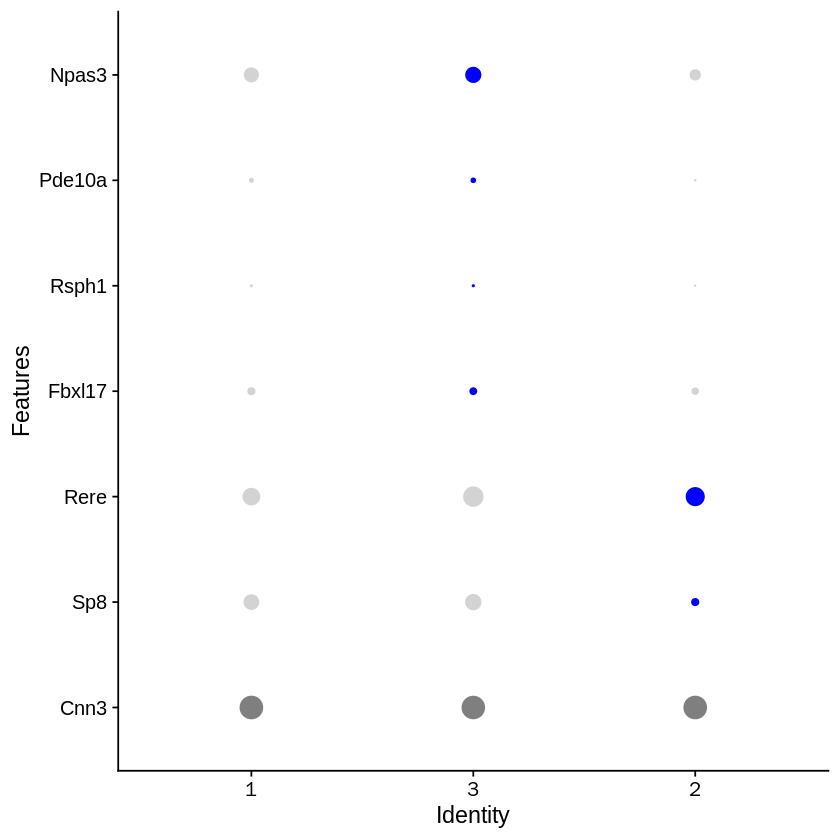 Npas3
Pde10a
Rsph1
Fbxl17
Rere
Sp8
Cnn3
Features
1 3 2
Identity